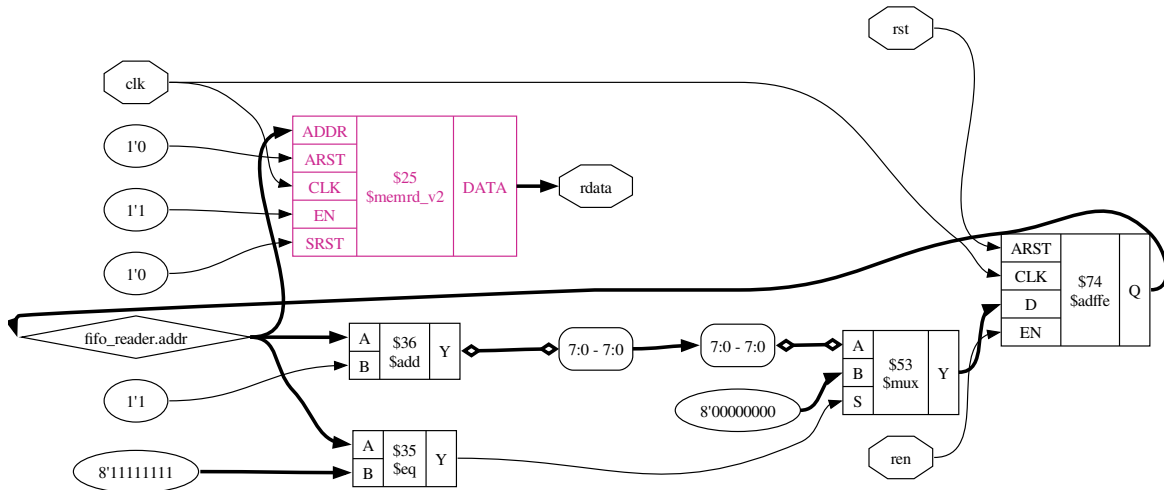 rst
clk
1'0
1'1
1'0
ADDR
ARST
CLK
EN
SRST
$25
$memrd_v2
DATA
rdata
fifo_reader.addr
1'1
8'11111111
A
B
$36
$add
Y
7:0 - 7:0
7:0 - 7:0
A
B
$35
$eq
Y
8'00000000
A
B
S
$53
$mux
Y
ren
ARST
CLK
D
EN
$74
$adffe
Q